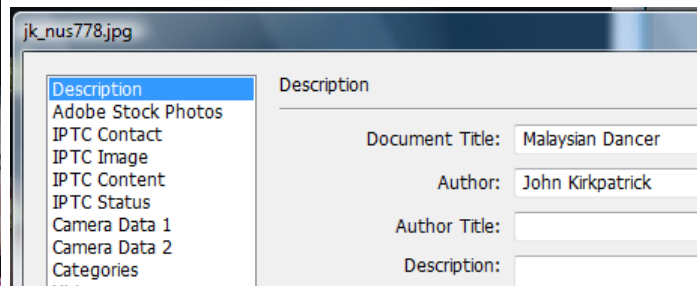 jk_nus778.jpg
Description
Adobe Stock Photos
IPTC Contact
IPTC Image
IPTC Content
IPTC Status
Camera Data 1
Camera Data 2
Categories
Description
Document Title: Malaysian Dancer
Author: John Kirkpatrick
Author Title:
Description: